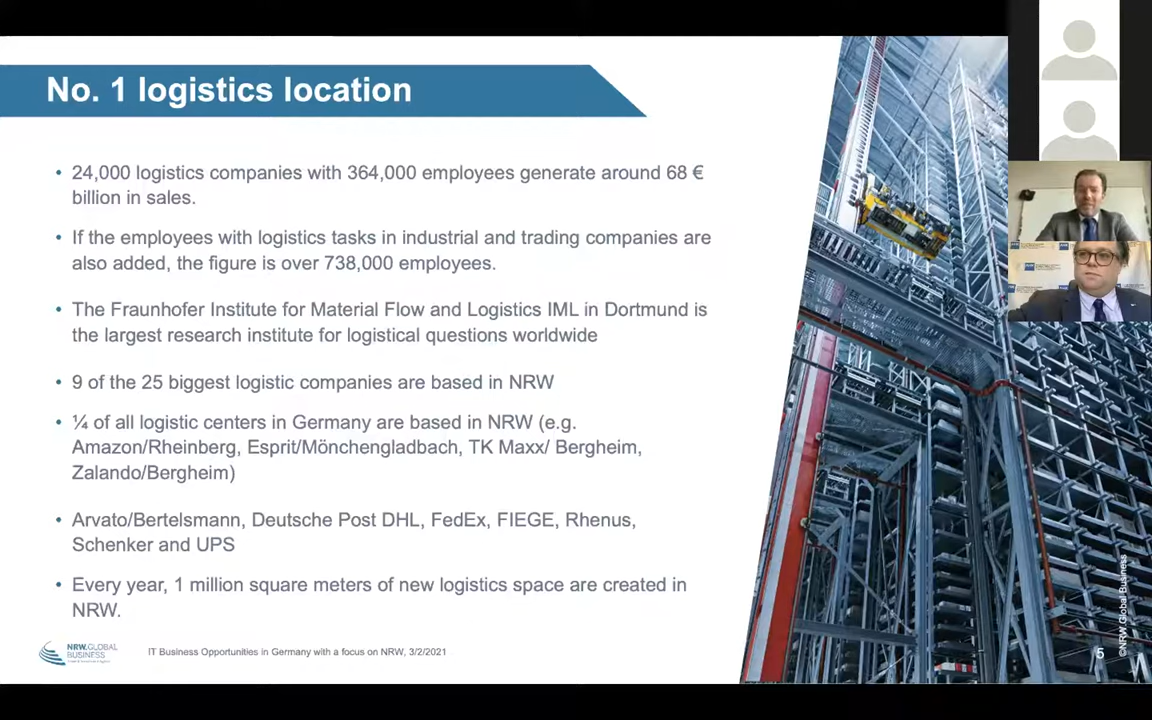 No. 1 logistics location
• 24,000 logistics companies with 364,000 employees generate around 68 €
billion in sales.
• If the employees with logistics tasks in industrial and trading companies are
also added, the figure is over 738,000 employees.
• The Fraunhofer Institute for Material Flow and Logistics IML in Dortmund is
the largest research institute for logistical questions worldwide
• 9 of the 25 biggest logistic companies are based in NRW
• ¼ of all logistic centers in Germany are based in NRW (e.g.
Amazon/Rheinberg, Esprit/Mönchengladbach, TK Maxx/ Bergheim,
Zalando/Bergheim)
• Arvato/Bertelsmann, Deutsche Post DHL, FedEx, FIEGE, Rhenus,
Schenker and UPS
• Every year, 1 million square meters of new logistics space are created in
NRW.
NRW.GLOBAL
BUSINESS
IT Business Opportunities in Germany with a focus on NRW, 3/2/2021
5
©NRW.Global Business